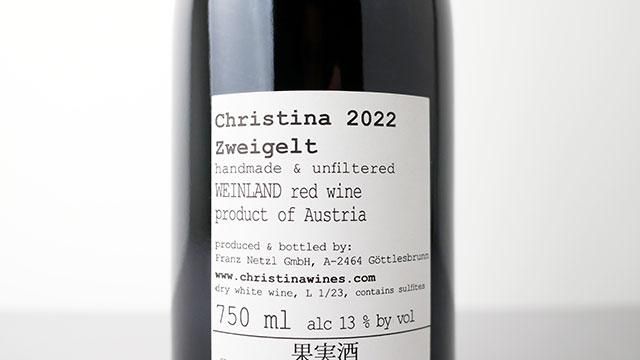 Christina 2022
Zweigelt
handmade & unfiltered
WEINLAND red wine
product of Austria
produced & bottled by:
Franz Netzl GmbH, A-2464 Göttlesbrunn
www.christinawines.com
dry white wine, L 1/23, contains sulfites
750 ml alc 13 % by vol
果実酒